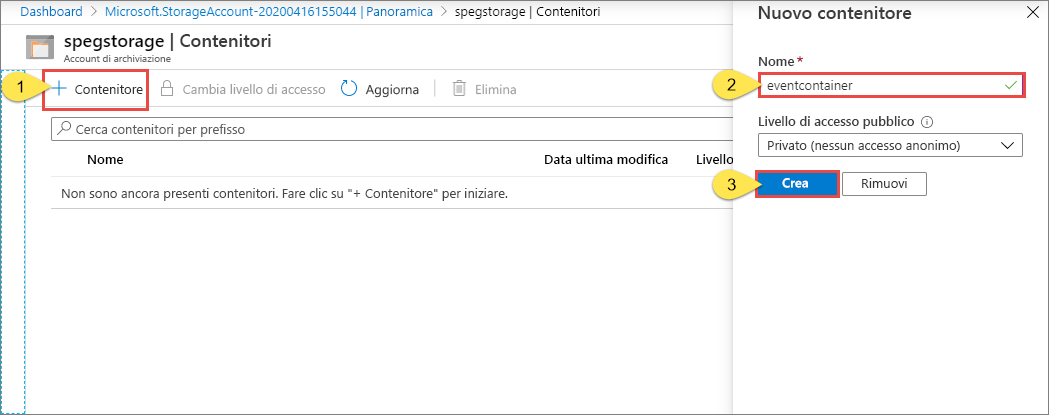 Dashboard > Microsoft.StorageAccount-20200416155044 | Panoramica > spegstorage | Contenitori
spegstorage | Contenitori
Account di archiviazione
1
+ Contenitore
Cambia livello di accesso
Aggiorna
Elimina
Cerca contenitori per prefisso
Nome
Data ultima modifica
Livello
Non sono ancora presenti contenitori. Fare clic su "+ Contenitore" per iniziare.
Nuovo contenitore
Nome *
2
eventcontainer
Livello di accesso pubblico
Privato (nessun accesso anonimo)
3
Crea
Rimuovi